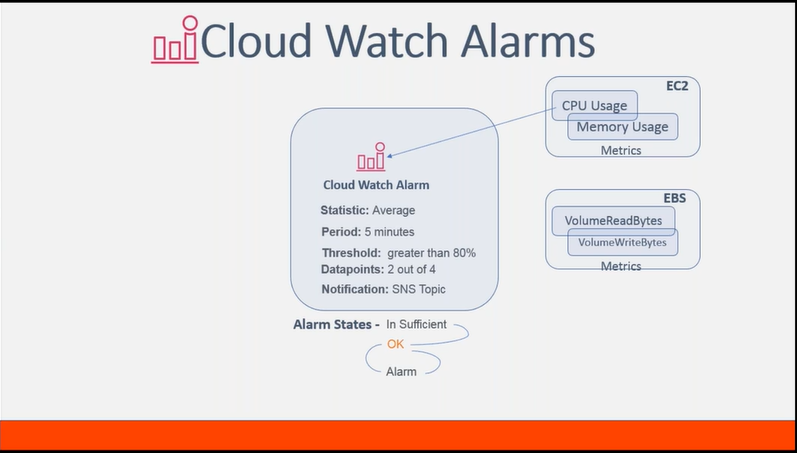 Cloud Watch Alarms
EC2
CPU Usage
Memory Usage
Metrics
Cloud Watch Alarm
Statistic: Average
Period: 5 minutes
Threshold: greater than 80%
Datapoints: 2 out of 4
Notification: SNS Topic
EBS
VolumeReadBytes
VolumeWriteBytes
Metrics
Alarm States - In Sufficient
OK
Alarm